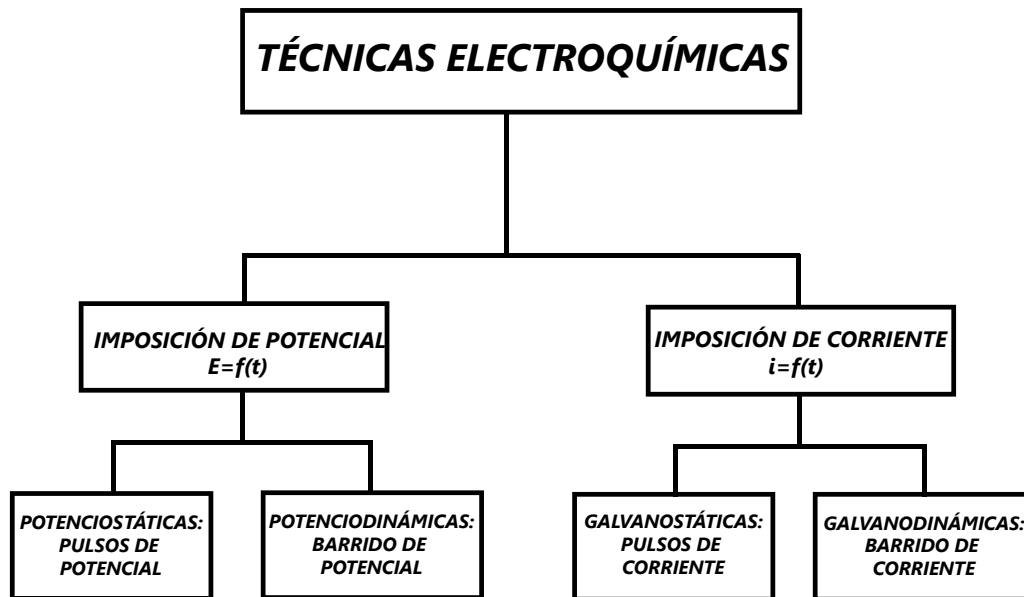 TÉCNICAS ELECTROQUÍMICAS
IMPOSICIÓN DE POTENCIAL
E=f(t)
IMPOSICIÓN DE CORRIENTE
i=f(t)
POTENCIOSTÁTICAS:
PULSOS DE
POTENCIAL
POTENCIODINÁMICAS:
BARRIDO DE
POTENCIAL
GALVANOSTÁTICAS:
PULSOS DE
CORRIENTE
GALVANODINÁMICAS:
BARRIDO DE
CORRIENTE